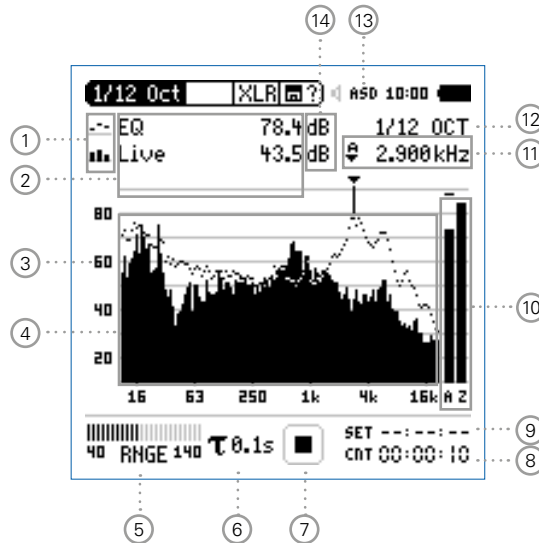 14 13
1/12 Oct XLR ? ASD 10:00
EQ 78.4 dB 1/12 OCT 12
1 Live 43.5 dB A 2.900kHz 11
2
80
3 60
10
4 40
20
16 63 250 1k 4k 16k A Z
40 RNGE 140 τ 0.1s SET --:--:-- 9
CNT 00:00:10 8
5 6 7